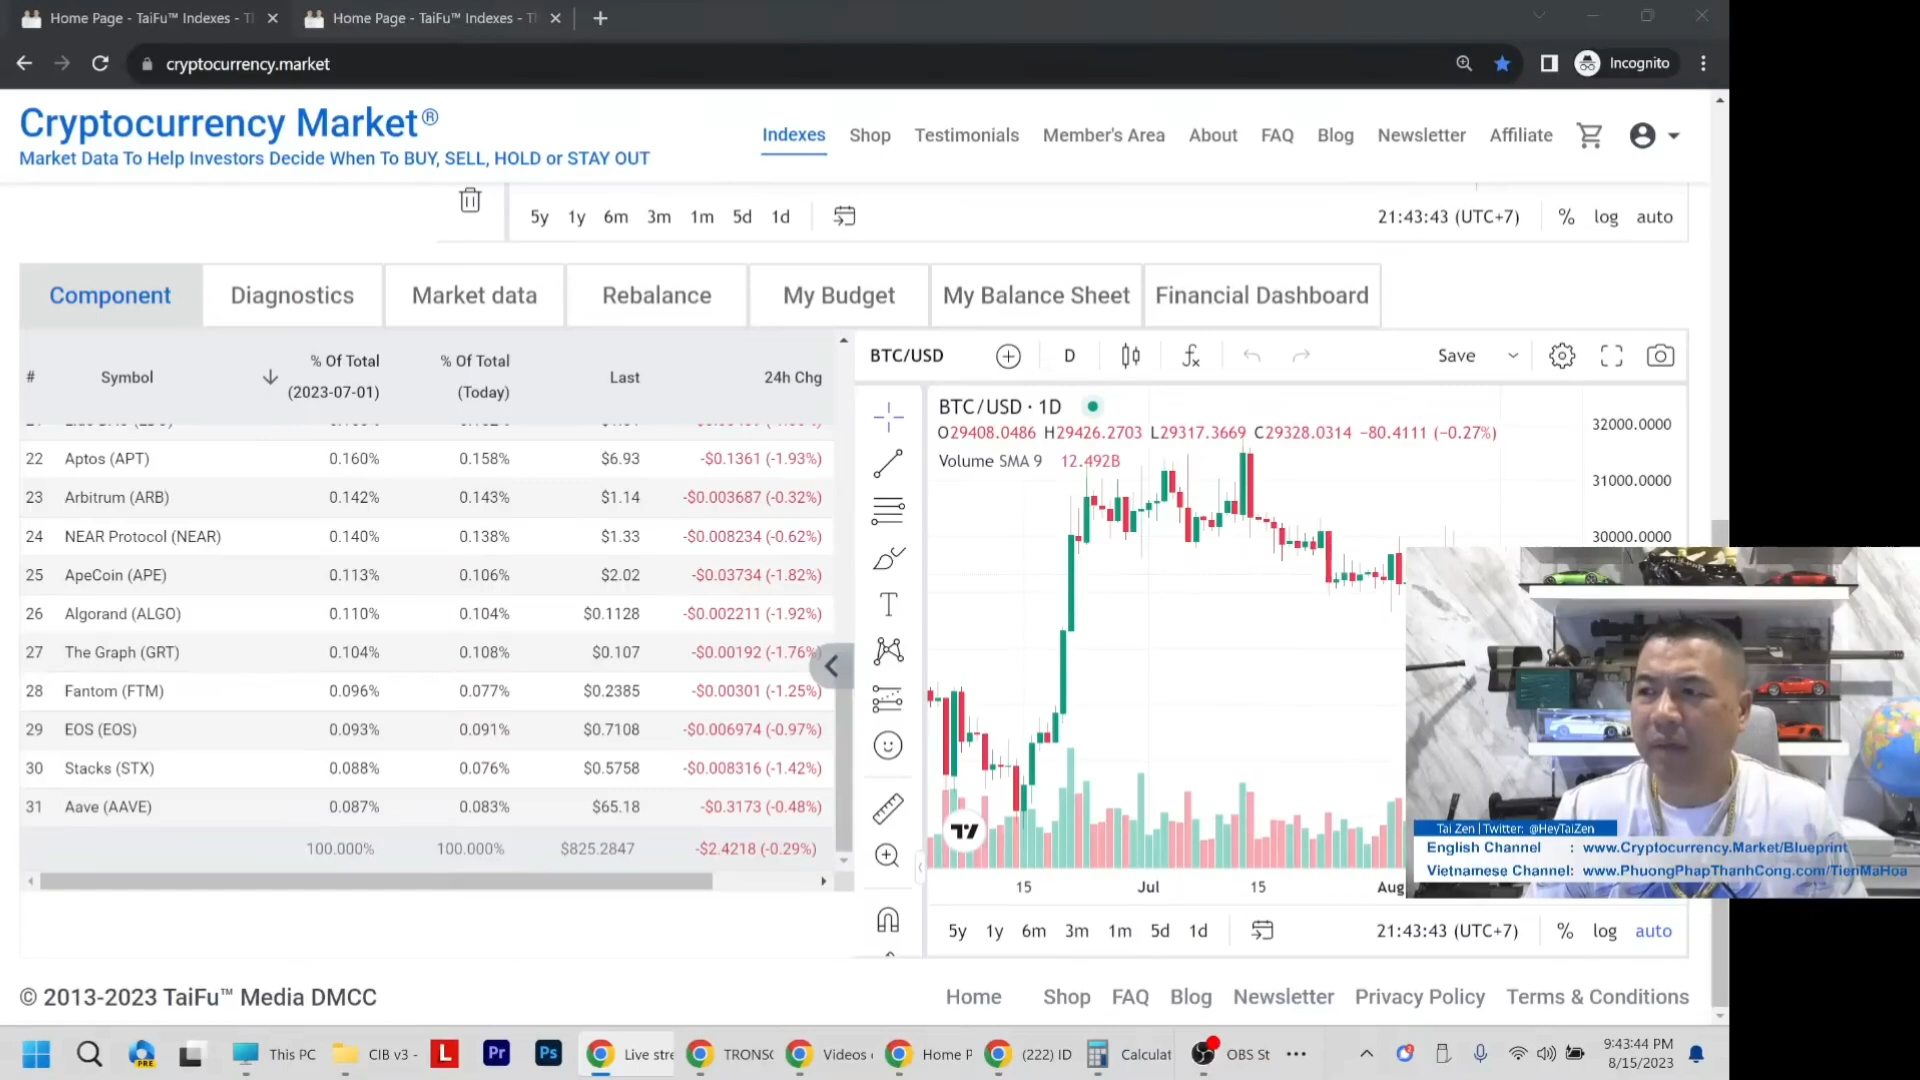 Home Page - TaiFu™ Indexes - T
Home Page - TaiFu™ Indexes - Th
cryptocurrency.market
Incognito
Cryptocurrency Market®
Market Data To Help Investors Decide When To BUY, SELL, HOLD or STAY OUT
Indexes Shop Testimonials Member's Area About FAQ Blog Newsletter Affiliate
5y 1y 6m 3m 1m 5d 1d 21:43:43 (UTC+7) % log auto
Component Diagnostics Market data Rebalance My Budget My Balance Sheet Financial Dashboard
# Symbol % Of Total (2023-07-01) % Of Total (Today) Last 24h Chg
22 Aptos (APT) 0.160% 0.158% $6.93 -$0.1361 (-1.93%)
23 Arbitrum (ARB) 0.142% 0.143% $1.14 -$0.003687 (-0.32%)
24 NEAR Protocol (NEAR) 0.140% 0.138% $1.33 -$0.008234 (-0.62%)
25 ApeCoin (APE) 0.113% 0.106% $2.02 -$0.03734 (-1.82%)
26 Algorand (ALGO) 0.110% 0.104% $0.1128 -$0.002211 (-1.92%)
27 The Graph (GRT) 0.104% 0.108% $0.107 -$0.00192 (-1.76%)
28 Fantom (FTM) 0.096% 0.077% $0.2385 -$0.00301 (-1.25%)
29 EOS (EOS) 0.093% 0.091% $0.7108 -$0.006974 (-0.97%)
30 Stacks (STX) 0.088% 0.076% $0.5758 -$0.008316 (-1.42%)
31 Aave (AAVE) 0.087% 0.083% $65.18 -$0.3173 (-0.48%)
100.000% 100.000% $825.2847 -$2.4218 (-0.29%)
BTC/USD D Save
BTC/USD · 1D
O29408.0486 H29426.2703 L29317.3669 C29328.0314 −80.4111 (−0.27%)
Volume SMA 9 12.492B
32000.0000
31000.0000
30000.0000
15 Jul 15 Aug
5y 1y 6m 3m 1m 5d 1d 21:43:43 (UTC+7) % log auto
Tai Zen | Twitter: @HeyTaiZen
English Channel : www.Cryptocurrency.Market/Blueprint
Vietnamese Channel: www.PhuongPhapThanhCong.com/TienMaHoa
© 2013-2023 TaiFu™ Media DMCC
Home Shop FAQ Blog Newsletter Privacy Policy Terms & Conditions
PRE This PC CIB v3 - L Pr Ps Live stre TRONSC Videos Home P (222) ID Calculat OBS St
9:43:44 PM
8/15/2023